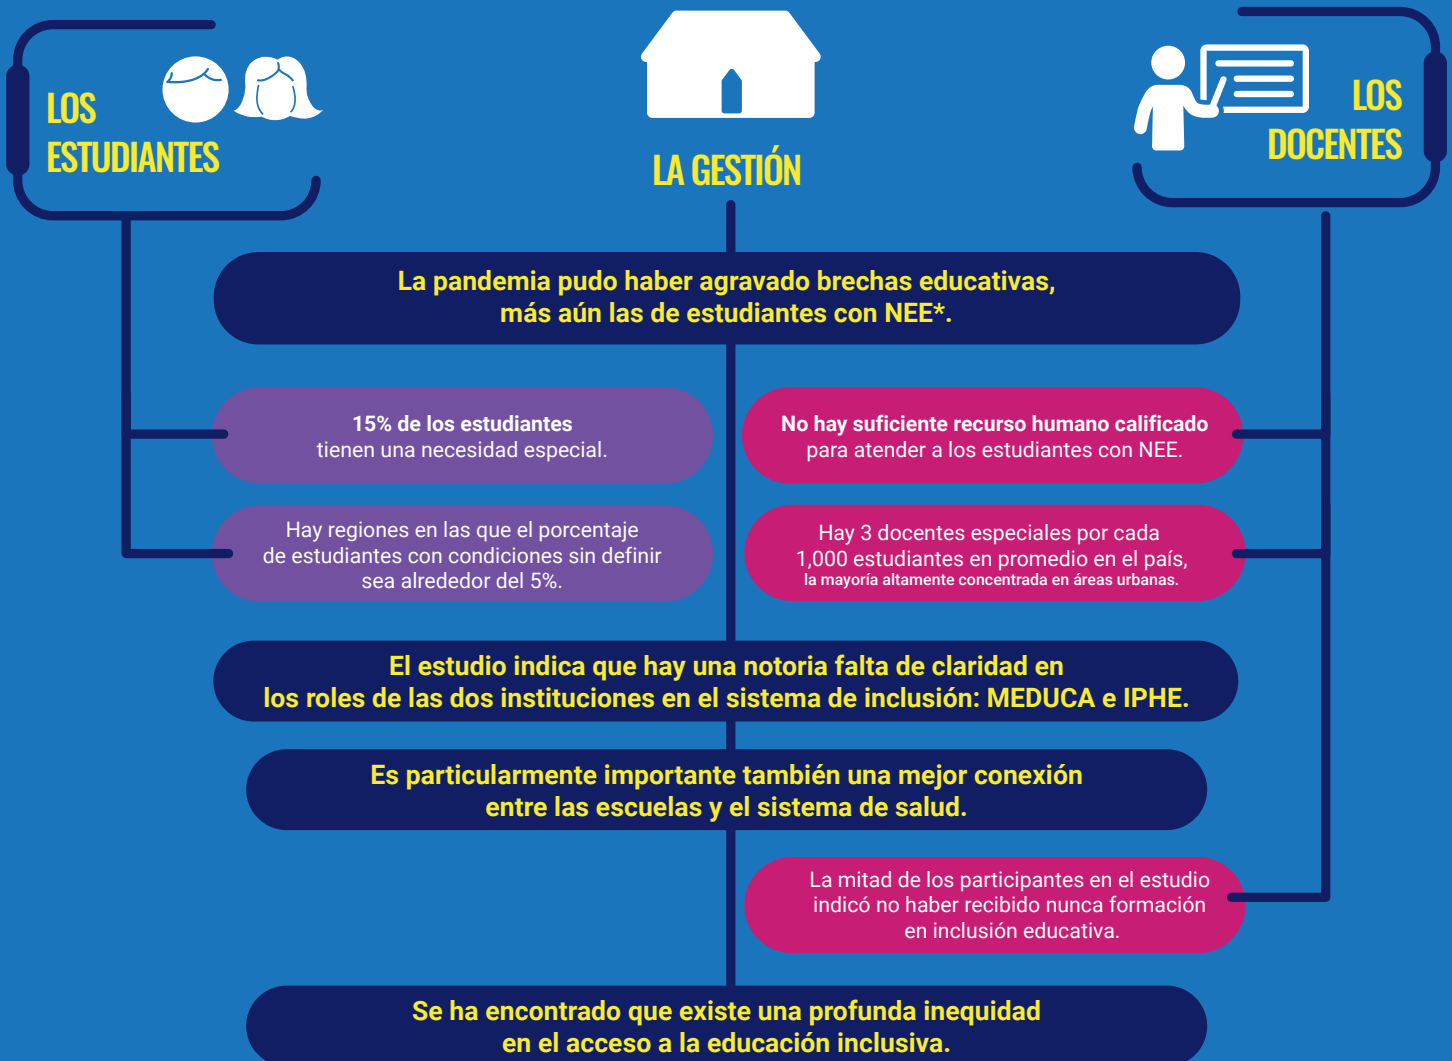 LOS
ESTUDIANTES
LA GESTIÓN
LOS
DOCENTES
La pandemia pudo haber agravado brechas educativas,
más aún las de estudiantes con NEE*.
15% de los estudiantes
tienen una necesidad especial.
No hay suficiente recurso humano calificado
para atender a los estudiantes con NEE.
Hay regiones en las que el porcentaje
de estudiantes con condiciones sin definir
sea alrededor del 5%.
Hay 3 docentes especiales por cada
1,000 estudiantes en promedio en el país,
la mayoría altamente concentrada en áreas urbanas.
El estudio indica que hay una notoria falta de claridad en
los roles de las dos instituciones en el sistema de inclusión: MEDUCA e IPHE.
Es particularmente importante también una mejor conexión
entre las escuelas y el sistema de salud.
La mitad de los participantes en el estudio
indicó no haber recibido nunca formación
en inclusión educativa.
Se ha encontrado que existe una profunda inequidad
en el acceso a la educación inclusiva.